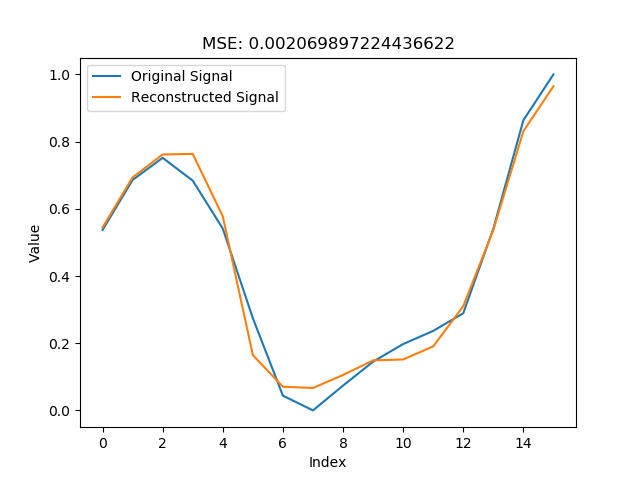 MSE: 0.002069897224436622
Original Signal
Reconstructed Signal
1.0
0.8
0.6
0.4
0.2
0.0
Value
0 2 4 6 8 10 12 14
Index